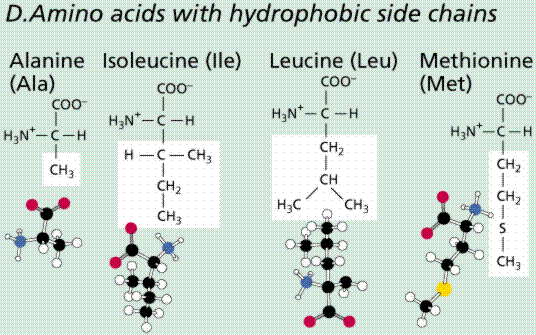 D.Amino acids with hydrophobic side chains
Alanine
(Ala)
COO⁻
H₃N⁺—C—H
CH₃
Isoleucine (Ile)
COO⁻
H₃N⁺—C—H
H—C—CH₃
CH₂
CH₃
Leucine (Leu)
COO⁻
H₃N⁺—C—H
CH₂
CH
H₃C CH₃
Methionine
(Met)
COO⁻
H₃N⁺—C—H
CH₂
CH₂
S
CH₃